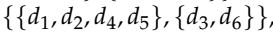 {{d₁, d₂, d₄, d₅}, {d₃, d₆}},